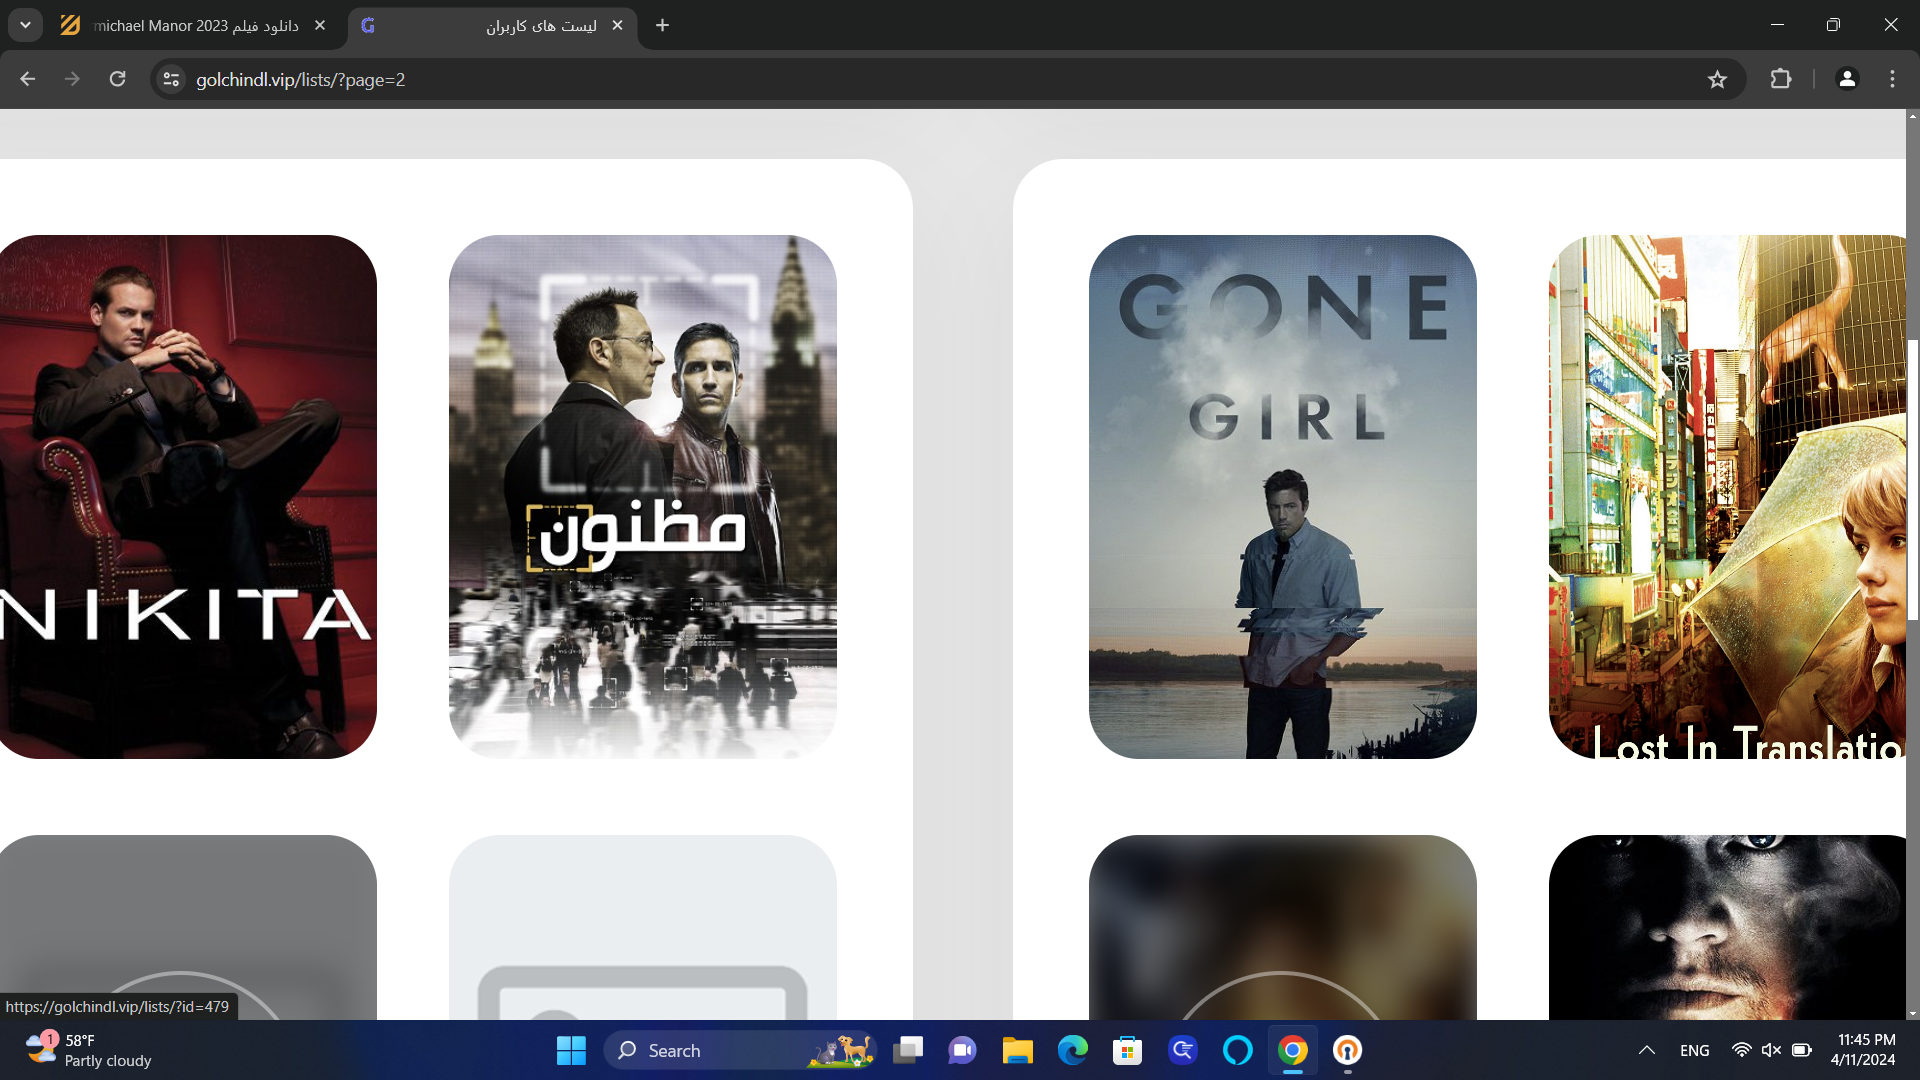 دانلود فیلم michael Manor 2023
لیست های کاربران
golchindl.vip/lists/?page=2
NIKITA
مظنون
GONE
GIRL
Lost In Translatio
https://golchindl.vip/lists/?id=479
1
58°F
Partly cloudy
Search
ENG
11:45 PM
4/11/2024